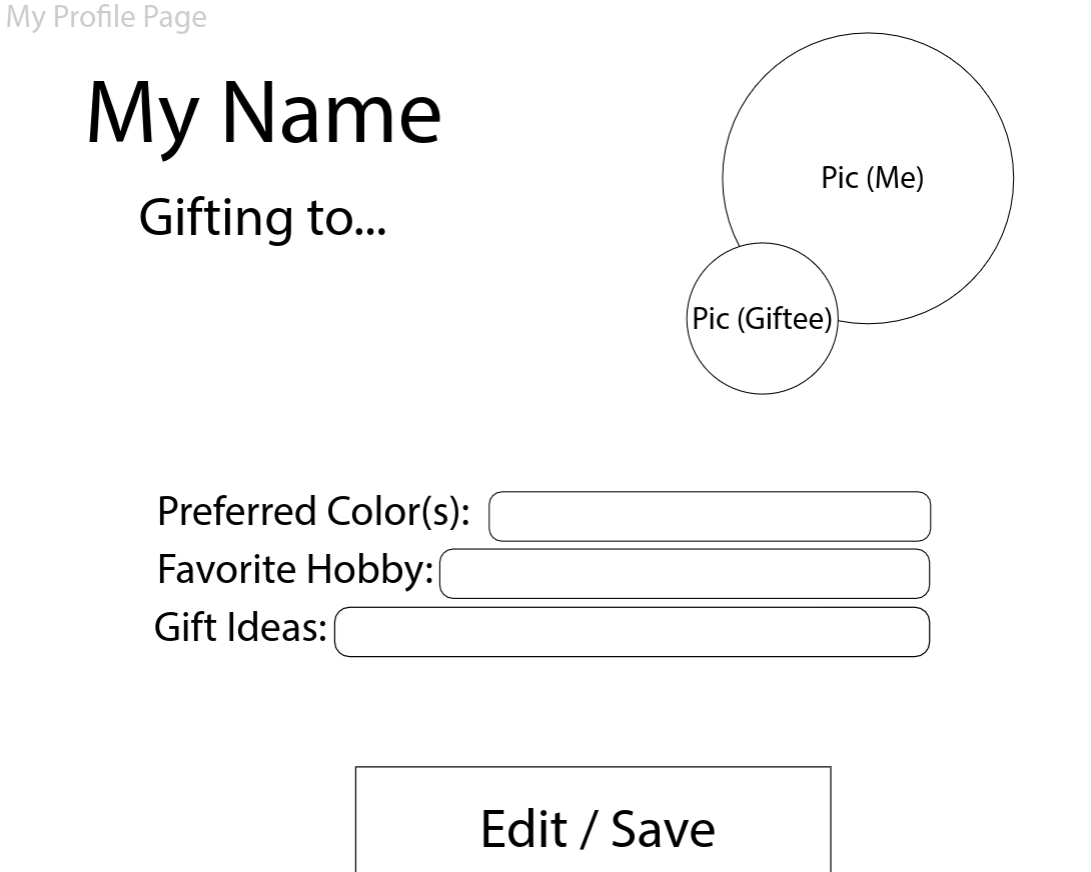 My Profile Page
My Name
Gifting to...
Pic (Me)
Pic (Giftee)
Preferred Color(s):
Favorite Hobby:
Gift Ideas:
Edit / Save